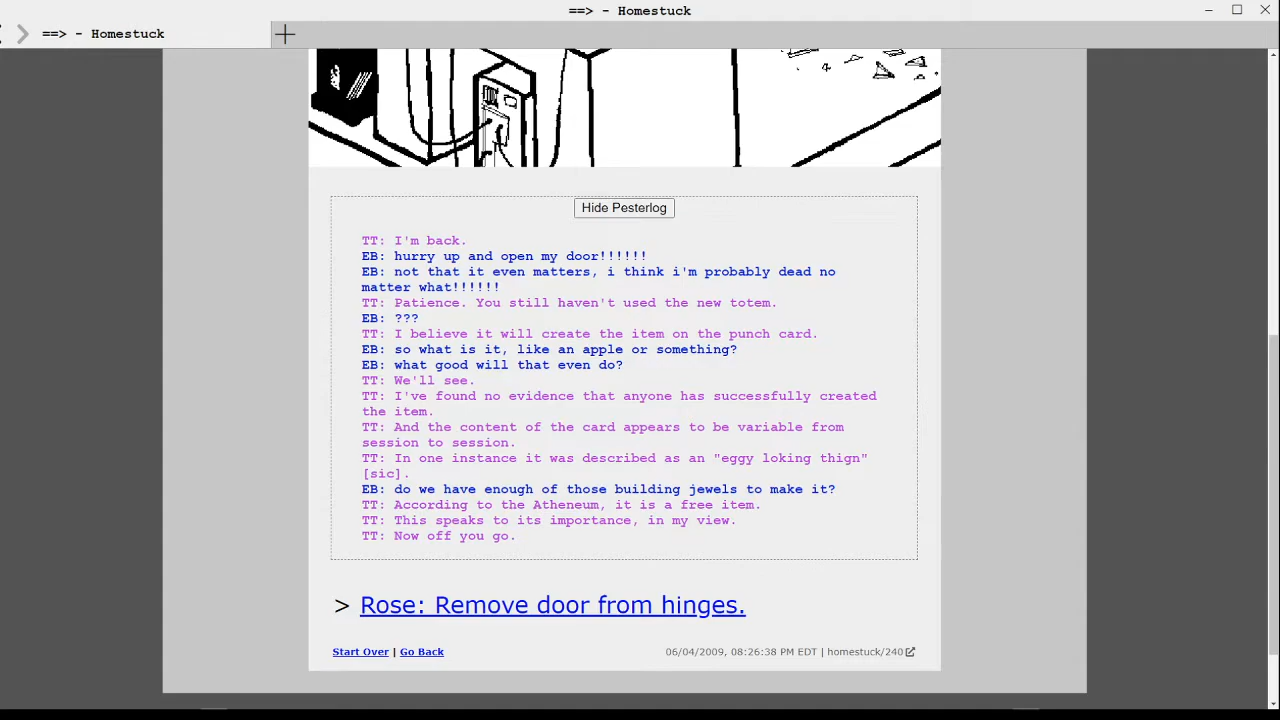 ==> - Homestuck
==> - Homestuck
Hide Pesterlog
TT: I'm back.
EB: hurry up and open my door!!!!!!
EB: not that it even matters, i think i'm probably dead no
matter what!!!!!!
TT: Patience. You still haven't used the new totem.
EB: ???
TT: I believe it will create the item on the punch card.
EB: so what is it, like an apple or something?
EB: what good will that even do?
TT: We'll see.
TT: I've found no evidence that anyone has successfully created
the item.
TT: And the content of the card appears to be variable from
session to session.
TT: In one instance it was described as an "eggy loking thign"
[sic].
EB: do we have enough of those building jewels to make it?
TT: According to the Atheneum, it is a free item.
TT: This speaks to its importance, in my view.
TT: Now off you go.
> Rose: Remove door from hinges.
Start Over | Go Back
06/04/2009, 08:26:38 PM EDT | homestuck/240